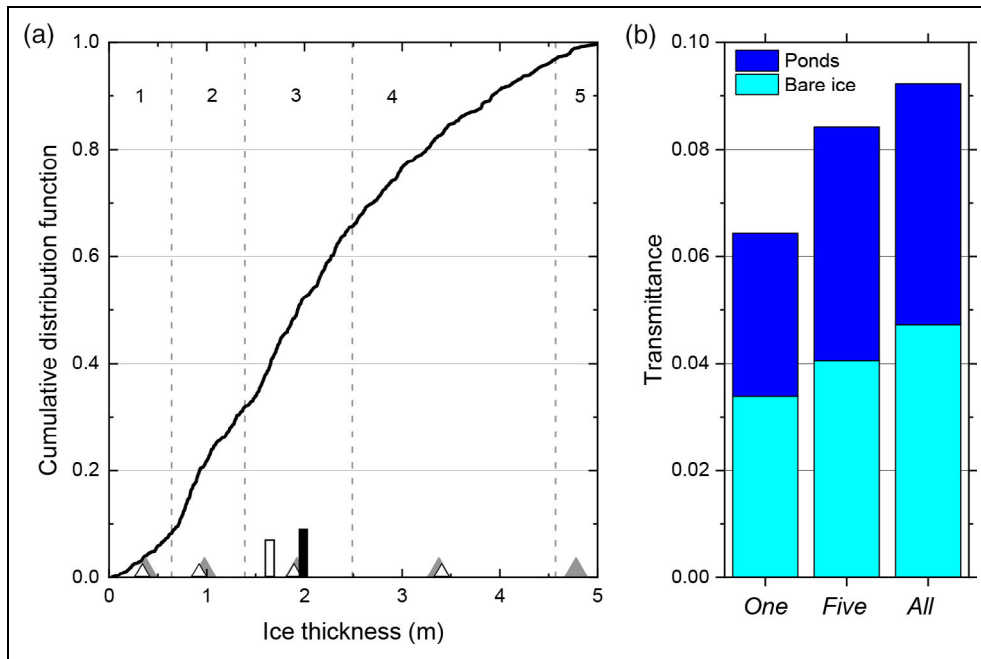 (a)
1.0
0.8
0.6
0.4
0.2
0.0
Cumulative distribution function
1 2 3 4 5
0 1 2 3 4 5
Ice thickness (m)
(b)
0.10
0.08
0.06
0.04
0.02
0.00
Transmittance
Ponds
Bare ice
One Five All